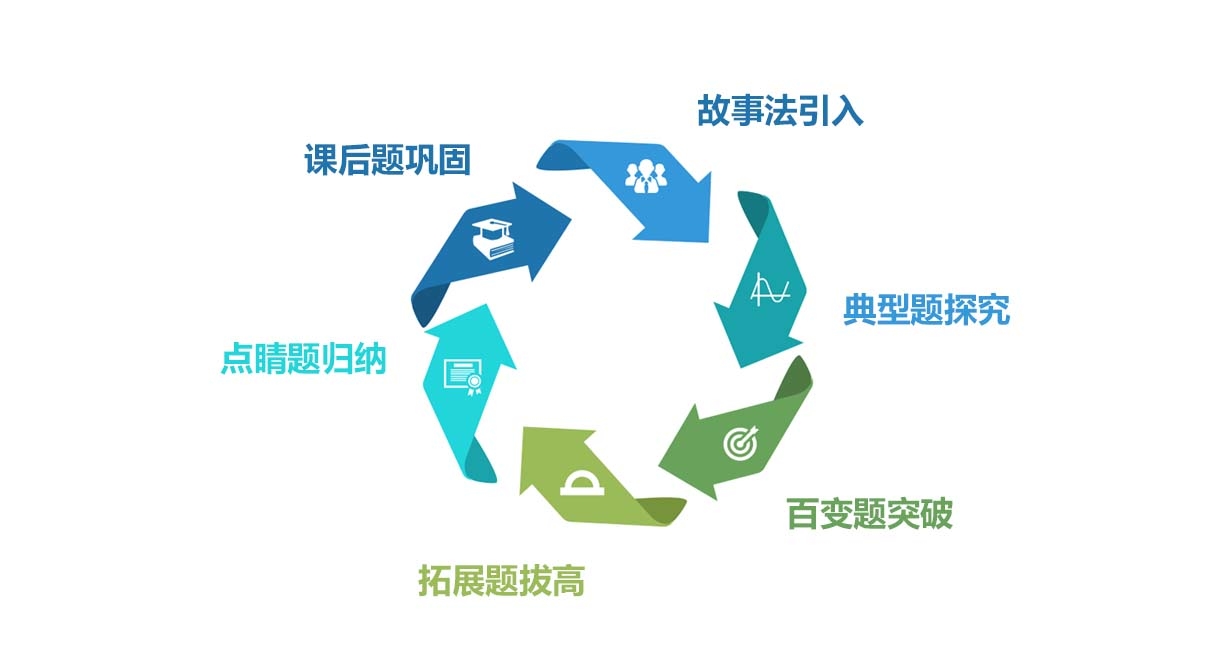 故事法引入
课后题巩固
典型题探究
点睛题归纳
百变题突破
拓展题拔高